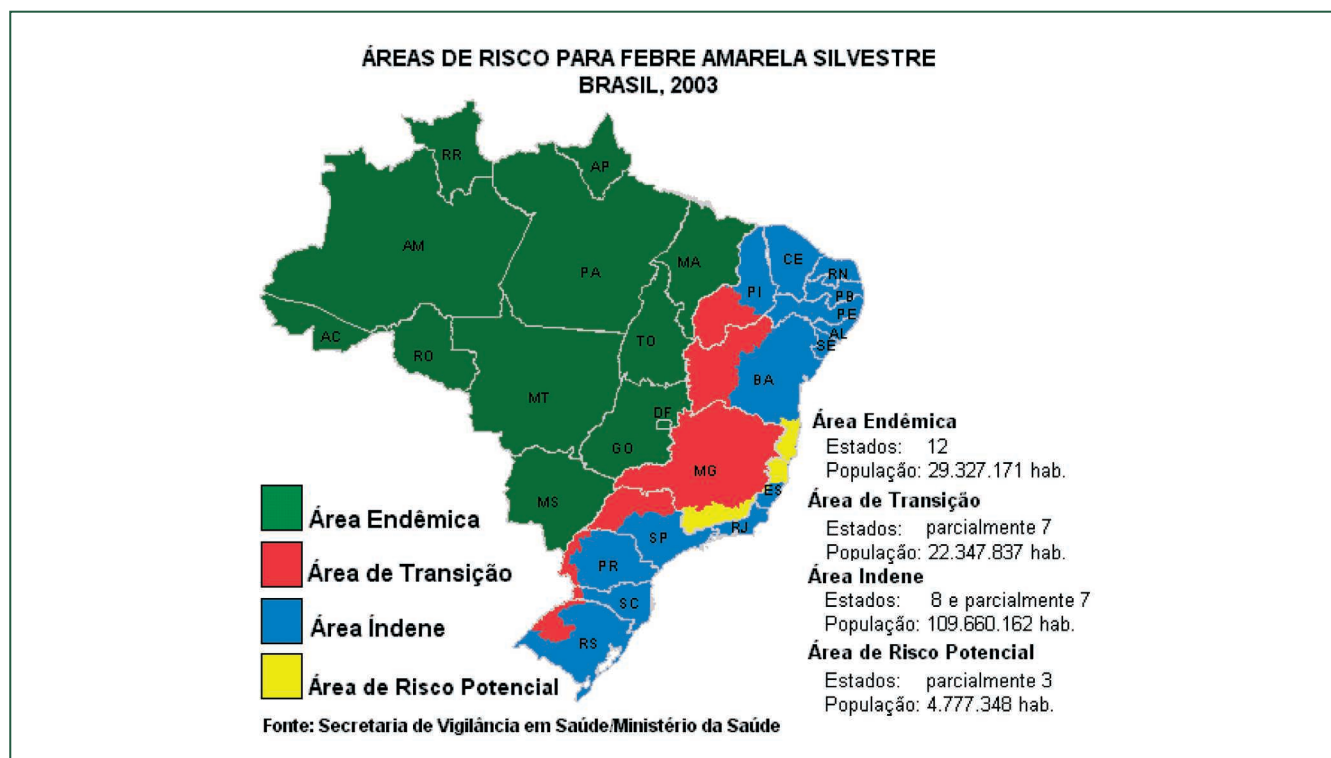 ÁREAS DE RISCO PARA FEBRE AMARELA SILVESTRE
BRASIL, 2003
RR
AP
AM
PA
MA
CE
RN
PI
PB
PE
AL
SE
AC
RO
TO
BA
MT
DF
GO
MG
ES
MS
SP
RJ
PR
SC
RS
Área Endêmica
Área de Transição
Área Índene
Área de Risco Potencial
Área Endêmica
Estados: 12
População: 29.327.171 hab.
Área de Transição
Estados: parcialmente 7
População: 22.347.837 hab.
Área Indene
Estados: 8 e parcialmente 7
População: 109.660.162 hab.
Área de Risco Potencial
Estados: parcialmente 3
População: 4.777.348 hab.
Fonte: Secretaria de Vigilância em Saúde/Ministério da Saúde